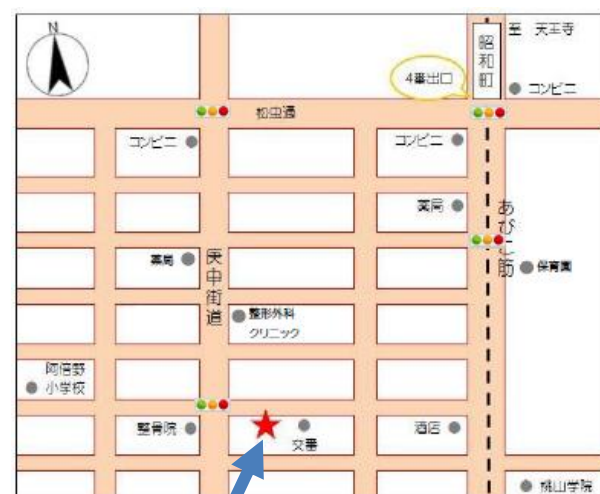 N
至 天王寺
昭和町
4番出口
コンビニ
松虫通
コンビニ
コンビニ
薬局
あびこ筋
薬局
庚申街道
保育園
整形外科
クリニック
阿倍野
小学校
整骨院
交番
酒店
桃山学院